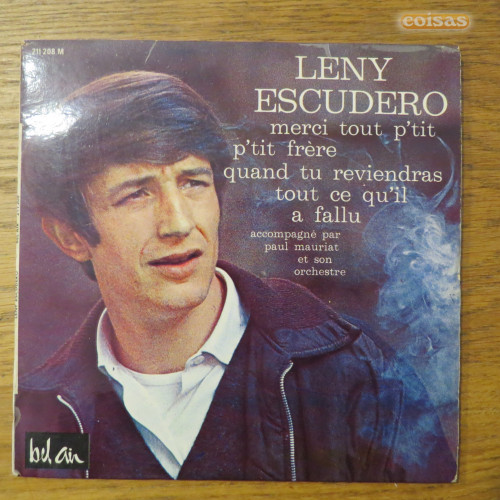 eoisas
211 208 M
LENY
ESCUDERO
merci tout p'tit
p'tit frère
quand tu reviendras
tout ce qu'il
a fallu
accompagné par
paul mauriat
et son
orchestre
bel air